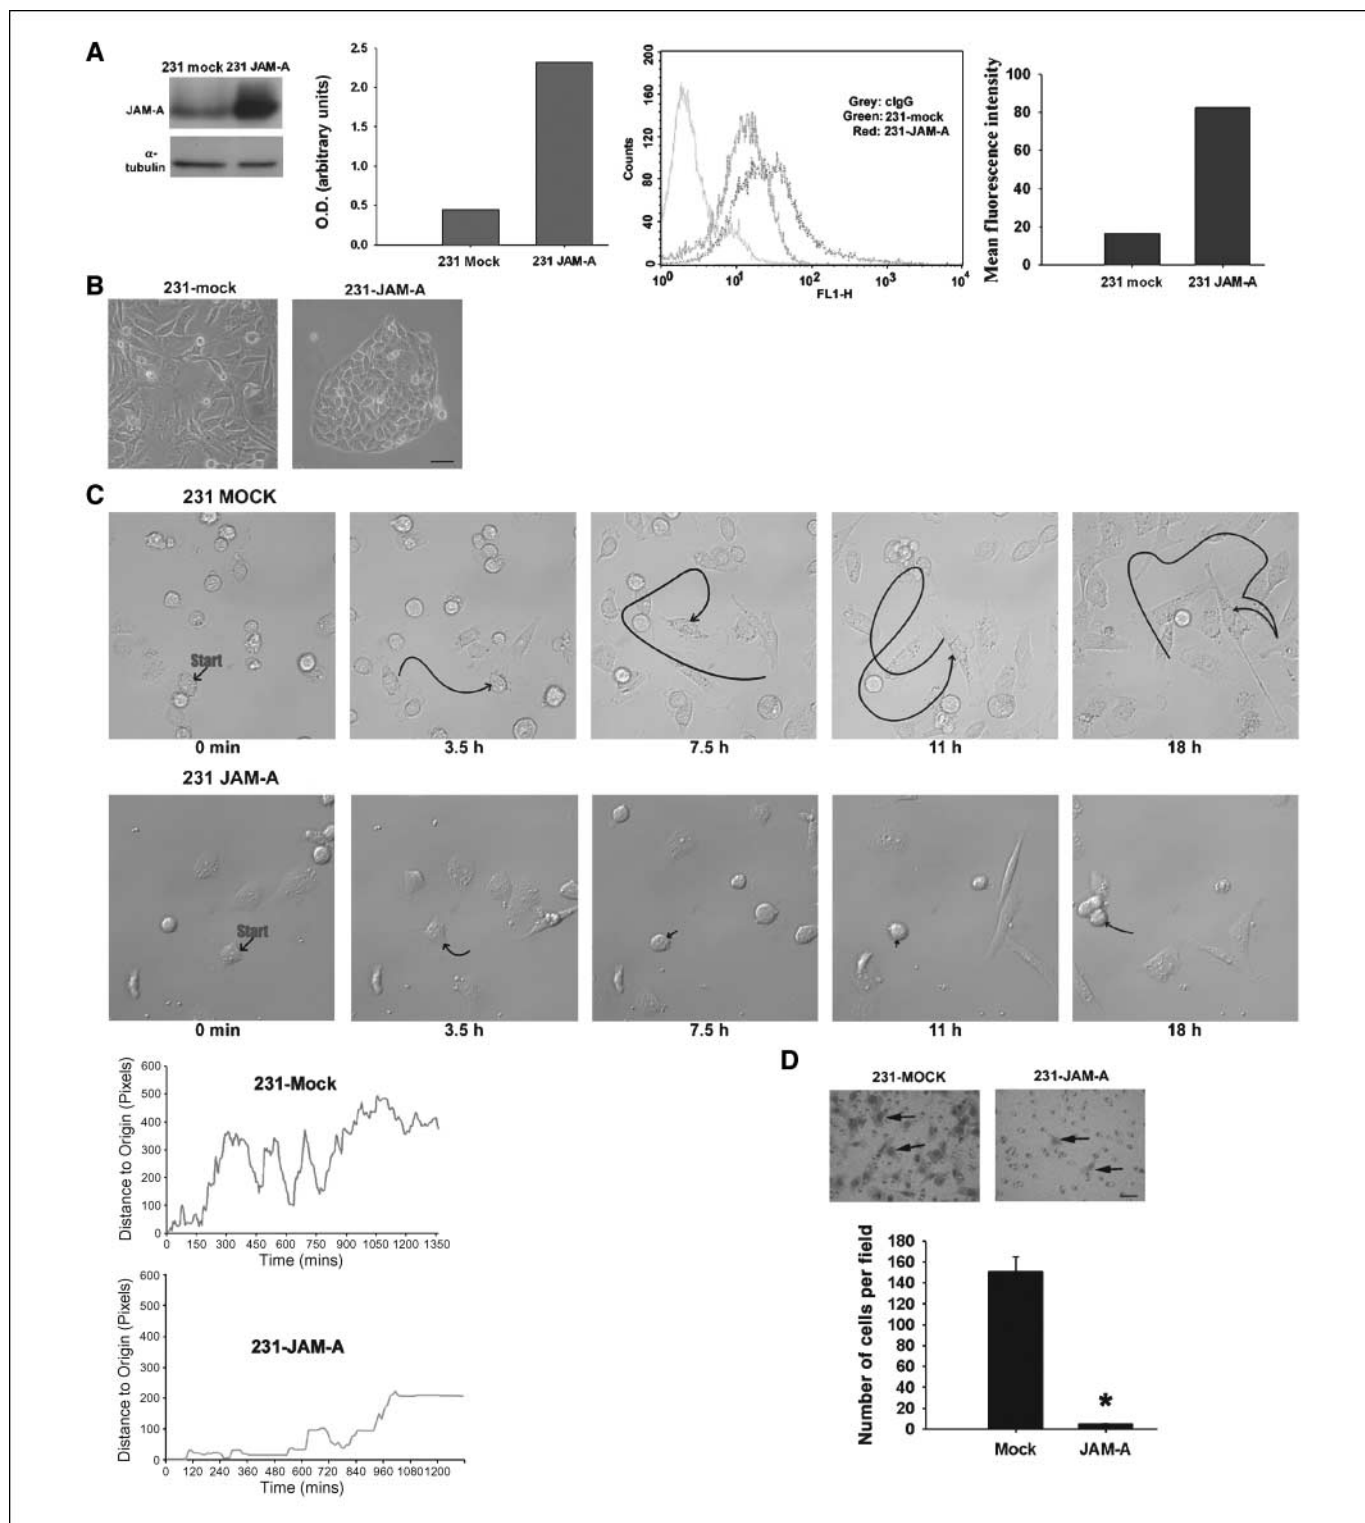 A
231 mock 231 JAM-A
JAM-A
α-
tubulin
O.D. (arbitrary units)
2.5
2.0
1.5
1.0
0.5
0.0
231 Mock
231 JAM-A
Counts
200
160
120
80
40
0
Grey: cIgG
Green: 231-mock
Red: 231-JAM-A
10⁰ 10¹ 10² 10³ 10⁴
FL1-H
Mean fluorescence intensity
100
80
60
40
20
0
231 mock
231 JAM-A
B
231-mock
231-JAM-A
C
231 MOCK
Start
0 min
3.5 h
7.5 h
11 h
18 h
231 JAM-A
Start
0 min
3.5 h
7.5 h
11 h
18 h
231-Mock
Distance to Origin (Pixels)
600
500
400
300
200
100
0
0 150 300 450 600 750 900 1050 1200 1350
Time (mins)
231-JAM-A
Distance to Origin (Pixels)
600
500
400
300
200
100
0
0 120 240 360 480 600 720 840 960 1080 1200
Time (mins)
D
231-MOCK
231-JAM-A
Number of cells per field
180
160
140
120
100
80
60
40
20
0
*
Mock
JAM-A